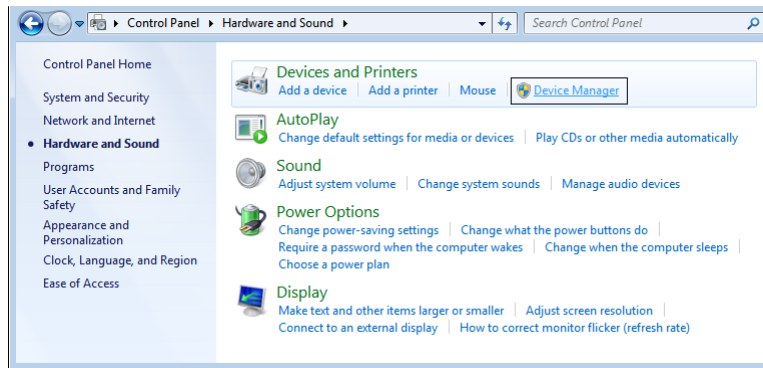 Control Panel Hardware and Sound Search Control Panel
Control Panel Home
System and Security
Network and Internet
Hardware and Sound
Programs
User Accounts and Family
Safety
Appearance and
Personalization
Clock, Language, and Region
Ease of Access
Devices and Printers
Add a device Add a printer Mouse Device Manager
AutoPlay
Change default settings for media or devices Play CDs or other media automatically
Sound
Adjust system volume Change system sounds Manage audio devices
Power Options
Change power-saving settings Change what the power buttons do
Require a password when the computer wakes Change when the computer sleeps
Choose a power plan
Display
Make text and other items larger or smaller Adjust screen resolution
Connect to an external display How to correct monitor flicker (refresh rate)